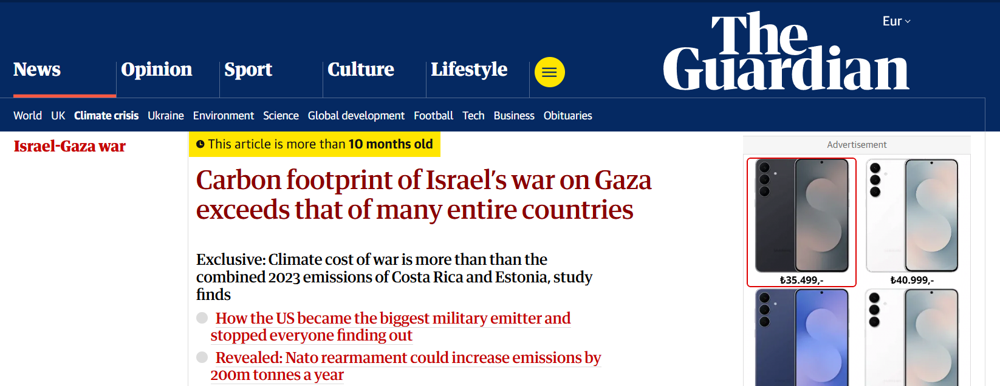 Eur
The
Guardian
News
Opinion
Sport
Culture
Lifestyle
World UK Climate crisis Ukraine Environment Science Global development Football Tech Business Obituaries
Israel-Gaza war
This article is more than 10 months old
Carbon footprint of Israel's war on Gaza
exceeds that of many entire countries
Exclusive: Climate cost of war is more than than the
combined 2023 emissions of Costa Rica and Estonia, study
finds
How the US became the biggest military emitter and
stopped everyone finding out
Revealed: Nato rearmament could increase emissions by
200m tonnes a year
Advertisement
₺35.499,-
₺40.999,-